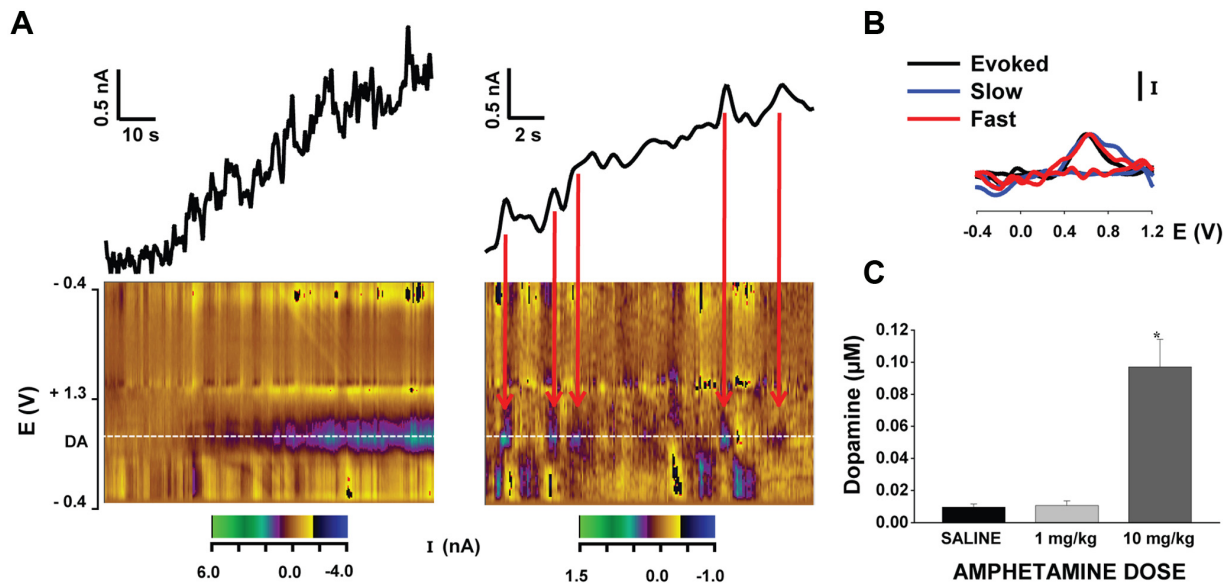 A
0.5 nA
10 s
0.5 nA
2 s
- 0.4
+ 1.3
DA
- 0.4
E (V)
6.0 0.0 -4.0
I (nA)
1.5 0.0 -1.0
B
Evoked
Slow
Fast
I
-0.4 0.0 0.4 0.8 1.2 E (V)
C
Dopamine (µM)
0.12
0.10
0.08
0.06
0.04
0.02
0.00
*
SALINE 1 mg/kg 10 mg/kg
AMPHETAMINE DOSE